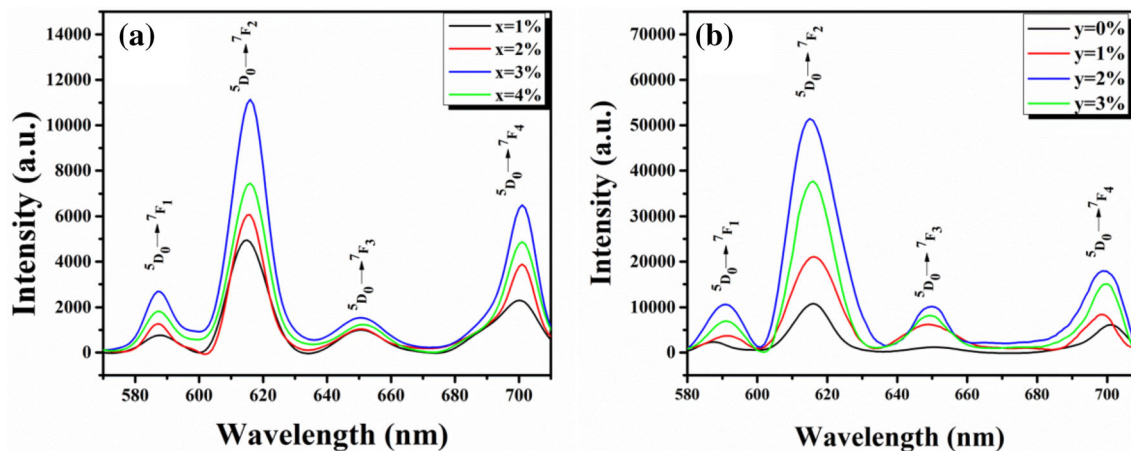 (a)
x=1%
x=2%
x=3%
x=4%
14000
12000
10000
8000
6000
4000
2000
0
Intensity (a.u.)
⁵D₀→⁷F₁
⁵D₀→⁷F₂
⁵D₀→⁷F₃
⁵D₀→⁷F₄
580 600 620 640 660 680 700
Wavelength (nm)
(b)
y=0%
y=1%
y=2%
y=3%
70000
60000
50000
40000
30000
20000
10000
0
Intensity (a.u.)
⁵D₀→⁷F₁
⁵D₀→⁷F₂
⁵D₀→⁷F₃
⁵D₀→⁷F₄
580 600 620 640 660 680 700
Wavelength (nm)